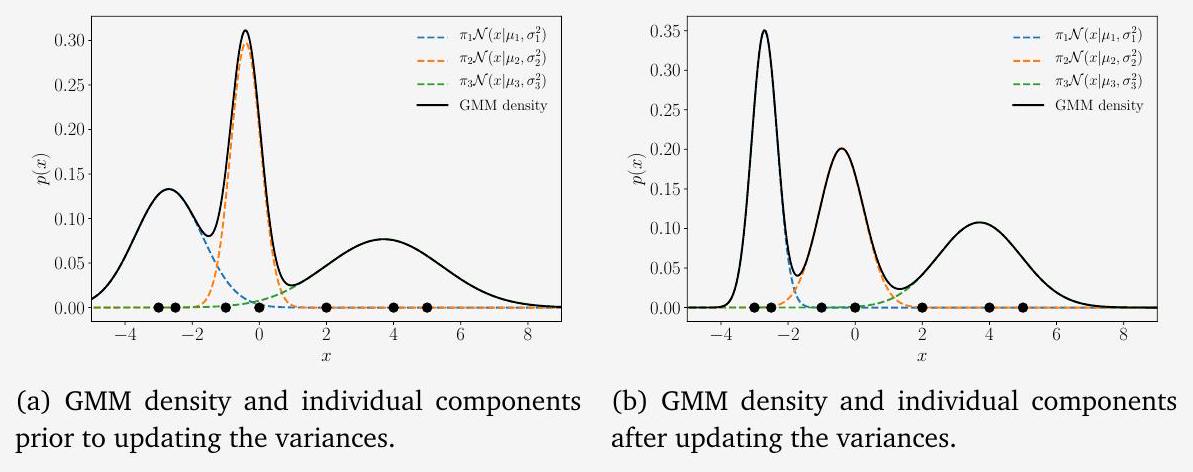 0.30
0.25
0.20
0.15
0.10
0.05
0.00
p(x)
−4 −2 0 2 4 6 8
x
π₁𝒩(x|μ₁, σ₁²)
π₂𝒩(x|μ₂, σ₂²)
π₃𝒩(x|μ₃, σ₃²)
GMM density
(a) GMM density and individual components
prior to updating the variances.
0.35
0.30
0.25
0.20
0.15
0.10
0.05
0.00
p(x)
−4 −2 0 2 4 6 8
x
π₁𝒩(x|μ₁, σ₁²)
π₂𝒩(x|μ₂, σ₂²)
π₃𝒩(x|μ₃, σ₃²)
GMM density
(b) GMM density and individual components
after updating the variances.